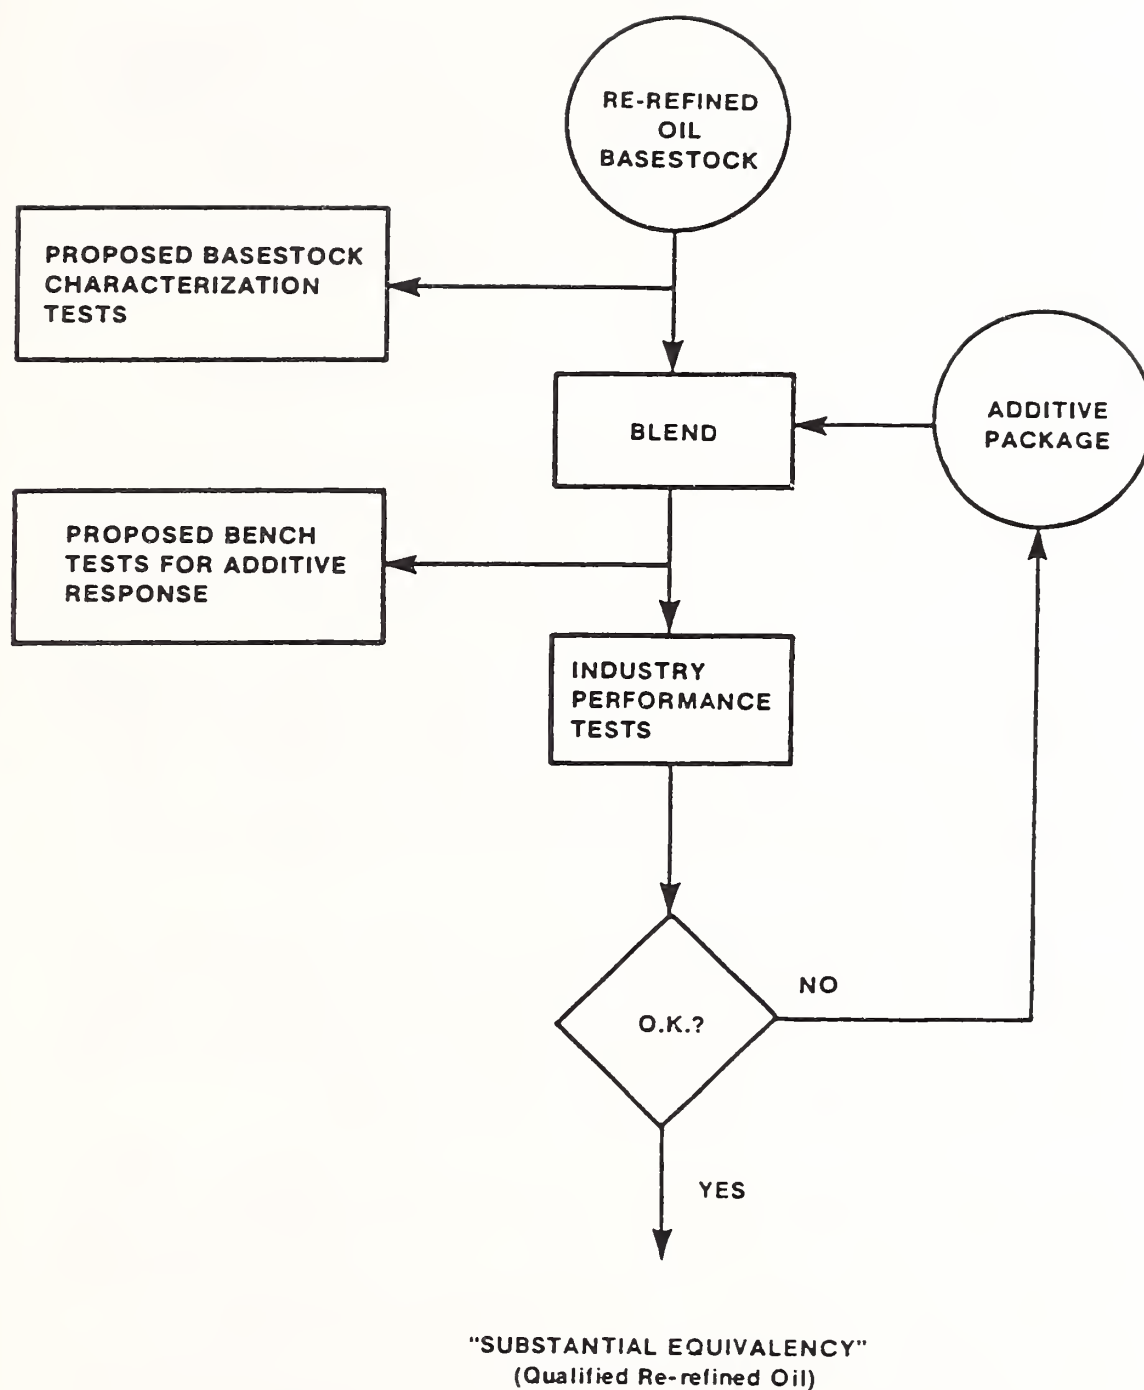 RE-REFINED
OIL
BASESTOCK
PROPOSED BASESTOCK
CHARACTERIZATION
TESTS
BLEND
ADDITIVE
PACKAGE
PROPOSED BENCH
TESTS FOR ADDITIVE
RESPONSE
INDUSTRY
PERFORMANCE
TESTS
NO
O.K.?
YES
"SUBSTANTIAL EQUIVALENCY"
(Qualified Re-refined Oil)